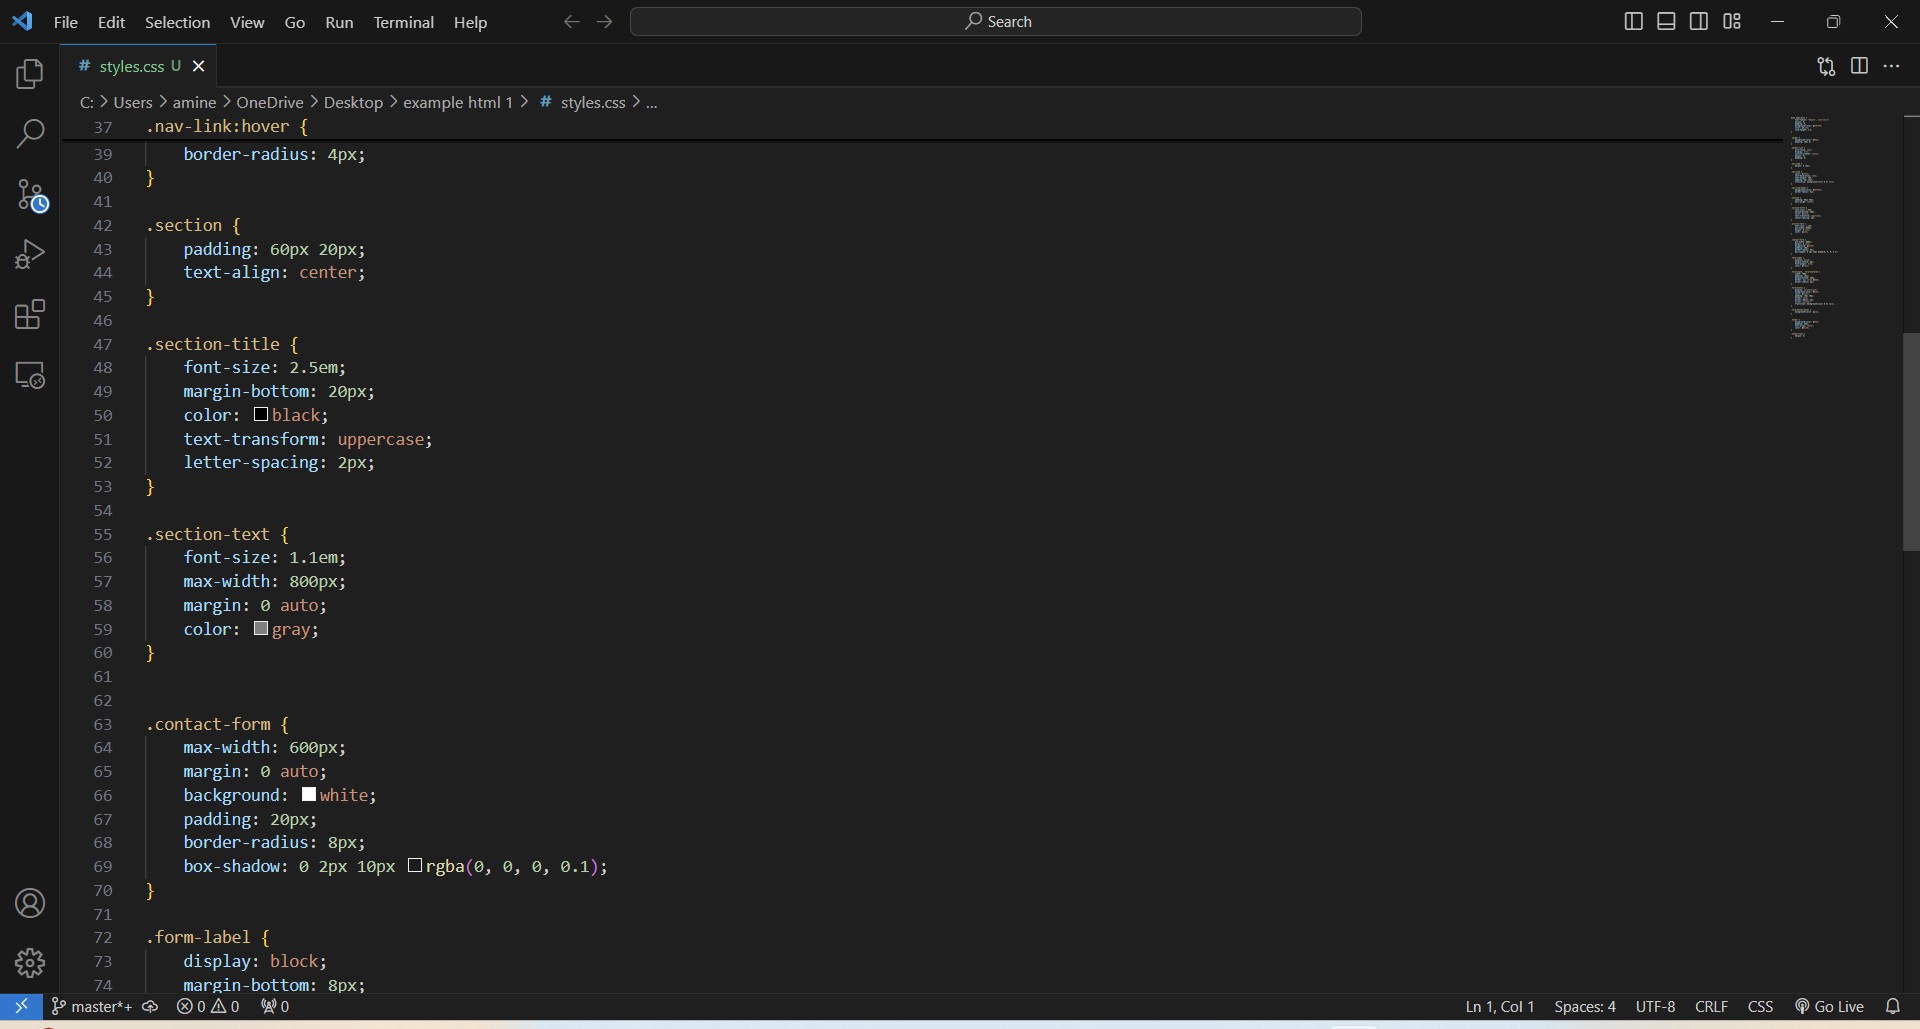 File Edit Selection View Go Run Terminal Help Search
# styles.css U
C: > Users > amine > OneDrive > Desktop > example html 1 > # styles.css > ...
37 .nav-link:hover {
39 border-radius: 4px;
40 }
41
42 .section {
43 padding: 60px 20px;
44 text-align: center;
45 }
46
47 .section-title {
48 font-size: 2.5em;
49 margin-bottom: 20px;
50 color: black;
51 text-transform: uppercase;
52 letter-spacing: 2px;
53 }
54
55 .section-text {
56 font-size: 1.1em;
57 max-width: 800px;
58 margin: 0 auto;
59 color: gray;
60 }
61
62
63 .contact-form {
64 max-width: 600px;
65 margin: 0 auto;
66 background: white;
67 padding: 20px;
68 border-radius: 8px;
69 box-shadow: 0 2px 10px rgba(0, 0, 0, 0.1);
70 }
71
72 .form-label {
73 display: block;
74 margin-bottom: 8px;
master*+ 0 0 0 Ln 1, Col 1 Spaces: 4 UTF-8 CRLF CSS Go Live